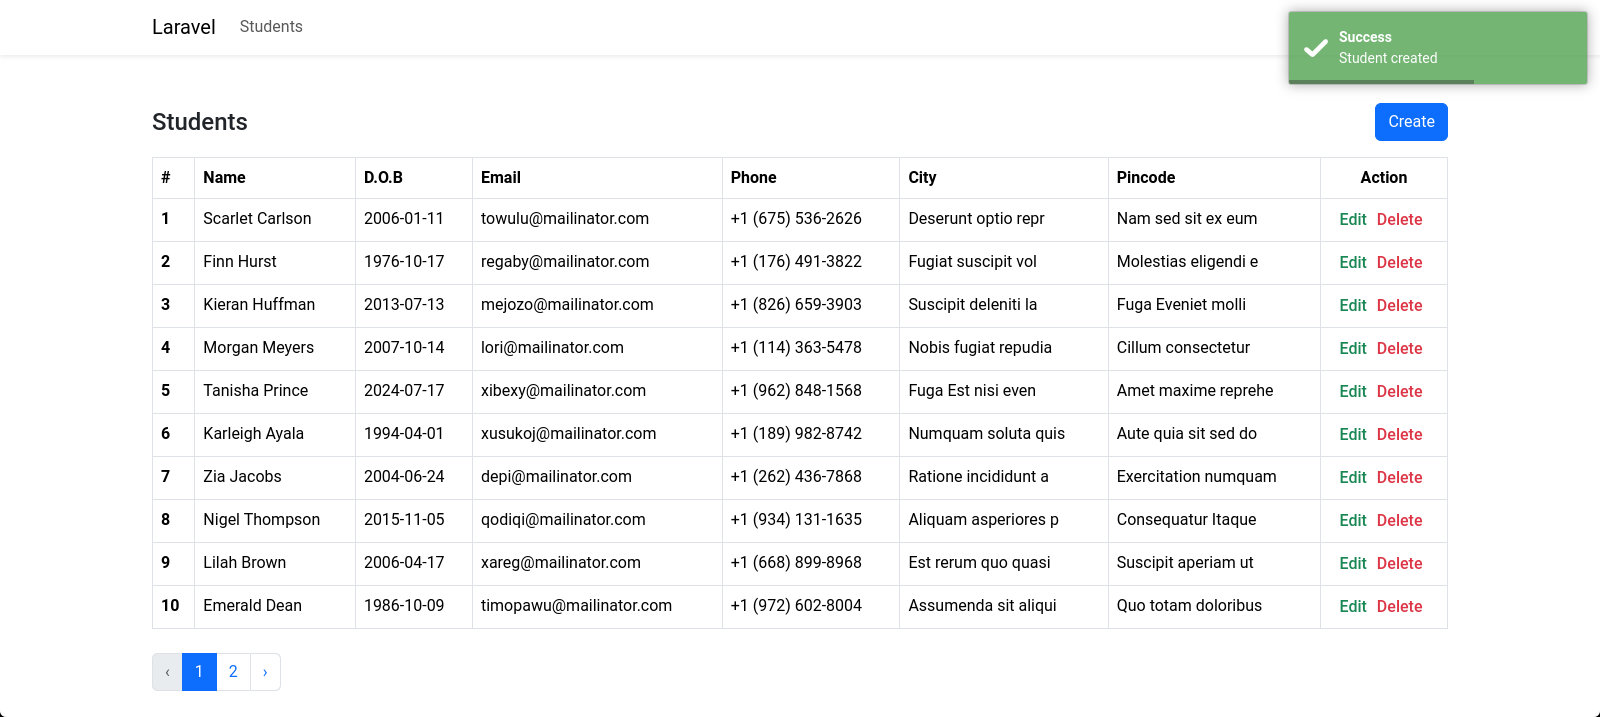 Laravel Students
Success
Student created
Students Create
# Name D.O.B Email Phone City Pincode Action
1 Scarlet Carlson 2006-01-11 towulu@mailinator.com +1 (675) 536-2626 Deserunt optio repr Nam sed sit ex eum Edit Delete
2 Finn Hurst 1976-10-17 regaby@mailinator.com +1 (176) 491-3822 Fugiat suscipit vol Molestias eligendi e Edit Delete
3 Kieran Huffman 2013-07-13 mejozo@mailinator.com +1 (826) 659-3903 Suscipit deleniti la Fuga Eveniet molli Edit Delete
4 Morgan Meyers 2007-10-14 lori@mailinator.com +1 (114) 363-5478 Nobis fugiat repudia Cillum consectetur Edit Delete
5 Tanisha Prince 2024-07-17 xibexy@mailinator.com +1 (962) 848-1568 Fuga Est nisi even Amet maxime reprehe Edit Delete
6 Karleigh Ayala 1994-04-01 xusukoj@mailinator.com +1 (189) 982-8742 Numquam soluta quis Aute quia sit sed do Edit Delete
7 Zia Jacobs 2004-06-24 depi@mailinator.com +1 (262) 436-7868 Ratione incididunt a Exercitation numquam Edit Delete
8 Nigel Thompson 2015-11-05 qodiqi@mailinator.com +1 (934) 131-1635 Aliquam asperiores p Consequatur Itaque Edit Delete
9 Lilah Brown 2006-04-17 xareg@mailinator.com +1 (668) 899-8968 Est rerum quo quasi Suscipit aperiam ut Edit Delete
10 Emerald Dean 1986-10-09 timopawu@mailinator.com +1 (972) 602-8004 Assumenda sit aliqui Quo totam doloribus Edit Delete
‹ 1 2 ›